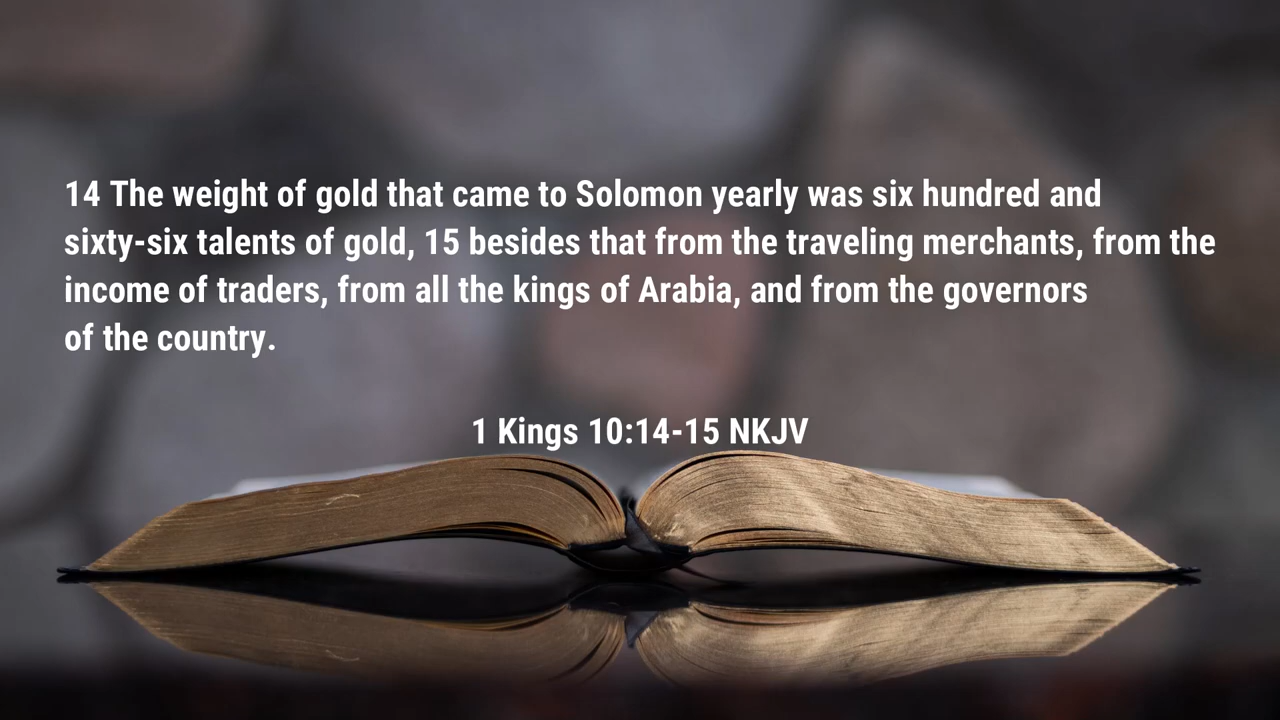 14 The weight of gold that came to Solomon yearly was six hundred and
sixty-six talents of gold, 15 besides that from the traveling merchants, from the
income of traders, from all the kings of Arabia, and from the governors
of the country.
1 Kings 10:14-15 NKJV